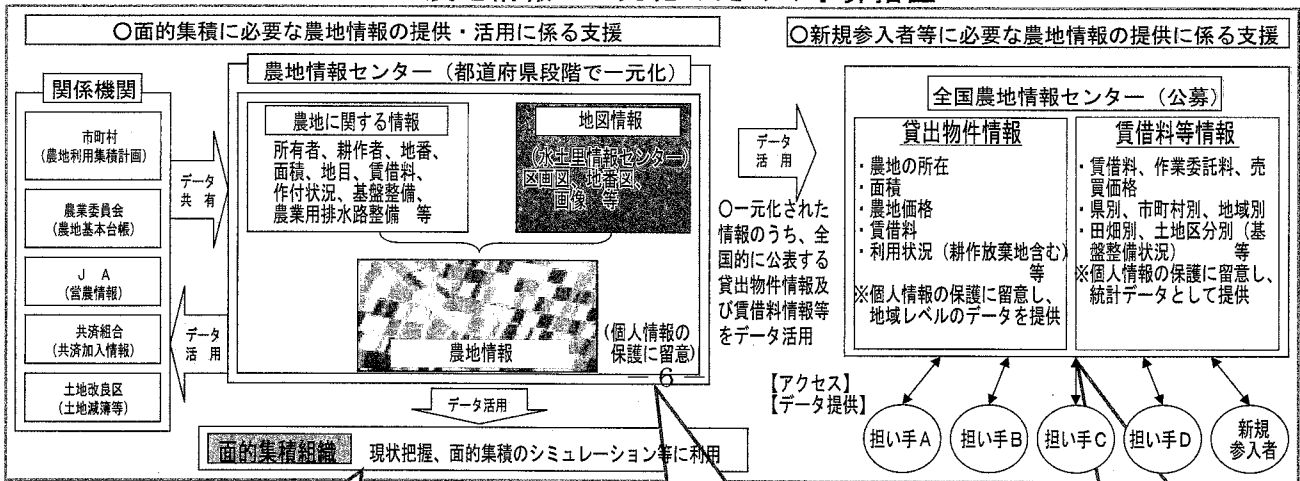 〇面的集積に必要な農地情報の提供・活用に係る支援
関係機関
市町村
(農地利用集積計画)
農業委員会
(農地基本台帳)
ＪＡ
(営農情報)
共済組合
(共済加入情報)
土地改良区
(土地減簿等)
データ
共有
データ
活用
農地情報センター（都道府県段階で一元化）
農地に関する情報
所有者、耕作者、地番、
面積、地目、賃借料、
作付状況、基盤整備、
農業用排水路整備 等
地図情報
(水土里情報センター)
区画図、地番図、
画像 等
農地情報
(個人情報の
保護に留意)
- 6 -
データ活用
面的集積組織 現状把握、面的集積のシミュレーション等に利用
データ
活用
〇一元化された
情報のうち、全
国的に公表する
貸出物件情報及
び賃借料情報等
をデータ活用
〇新規参入者等に必要な農地情報の提供に係る支援
全国農地情報センター（公募）
貸出物件情報
・農地の所在
・面積
・農地価格
・賃借料
・利用状況（耕作放棄地含む）
等
※個人情報の保護に留意し、
地域レベルのデータを提供
賃借料等情報
・賃借料、作業委託料、売
買価格
・県別、市町村別、地域別
・田畑別、土地区分別（基
盤整備状況） 等
※個人情報の保護に留意し、
統計データとして提供
【アクセス】
【データ提供】
担い手Ａ
担い手Ｂ
担い手Ｃ
担い手Ｄ
新規
参入者